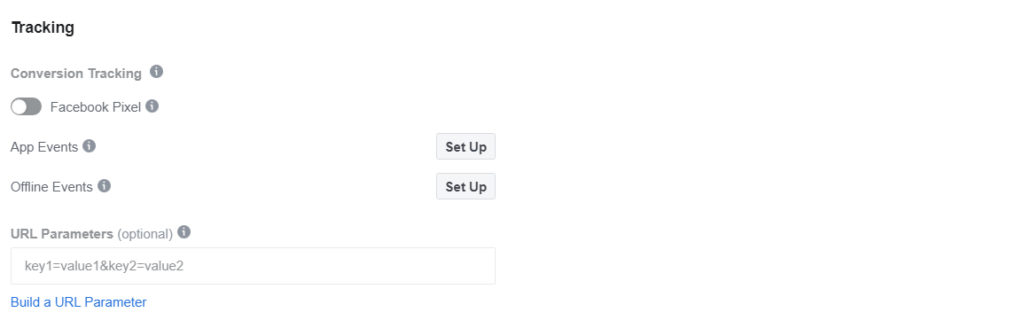 Tracking
Conversion Tracking
Facebook Pixel
App Events
Set Up
Offline Events
Set Up
URL Parameters (optional)
key1=value1&key2=value2
Build a URL Parameter